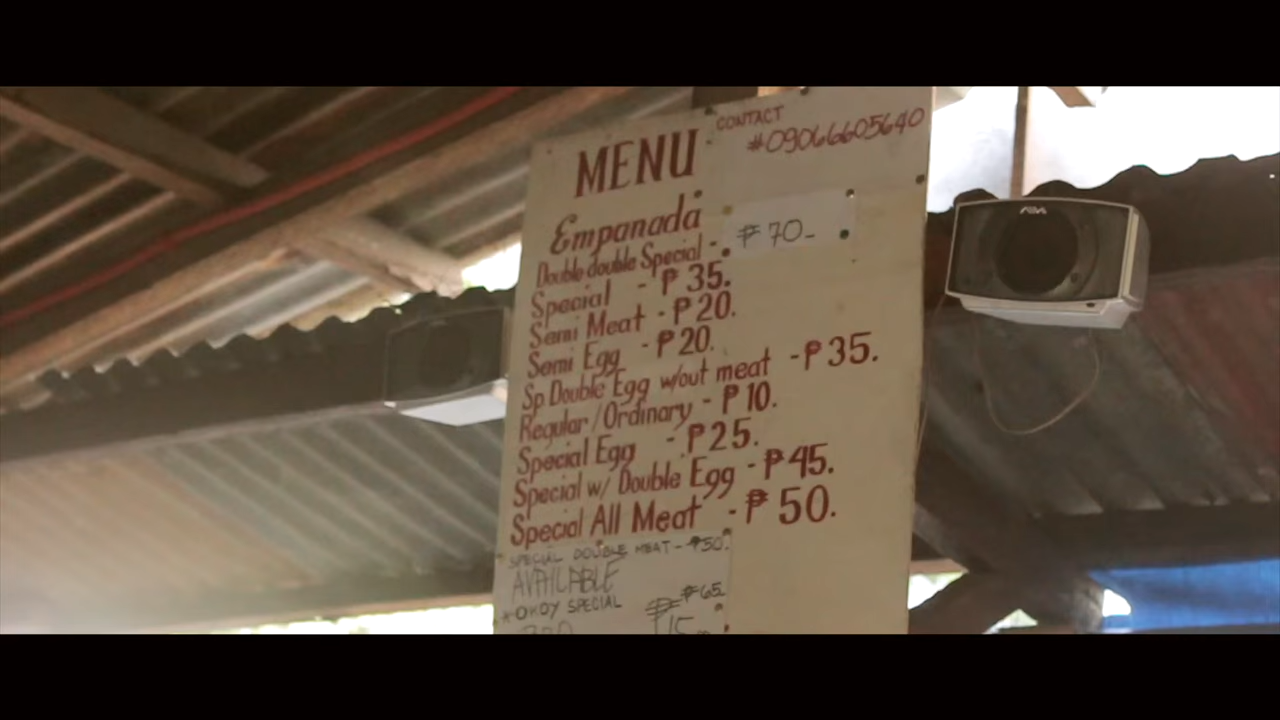 MENU
CONTACT
#09066605640
Empanada
Double double Special - ₱70-
Special - ₱35.
Semi Meat - ₱20.
Semi Egg - ₱20.
Sp Double Egg w/out meat - ₱35.
Regular/Ordinary - ₱10.
Special Egg - ₱25.
Special w/ Double Egg - ₱45.
Special All Meat - ₱50.
SPECIAL DOUBLE MEAT - ₱50.
AVAILABLE
*OKOY SPECIAL ₱65